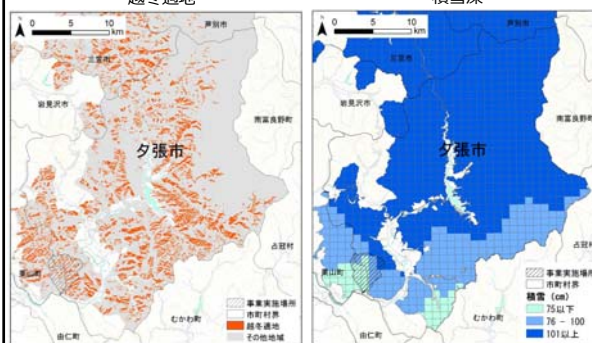 越冬適地
積雪深
0 5 10
km
芦別市
三笠市
岩見沢市
南富良野町
夕張市
占冠村
栗山町
由仁町
むかわ町
事業実施場所
市町村界
越冬適地
その他地域
0 5 10
km
芦別市
三笠市
岩見沢市
南富良野町
夕張市
占冠村
栗山町
由仁町
むかわ町
事業実施場所
市町村界
積雪 (cm)
75以下
76 - 100
101以上